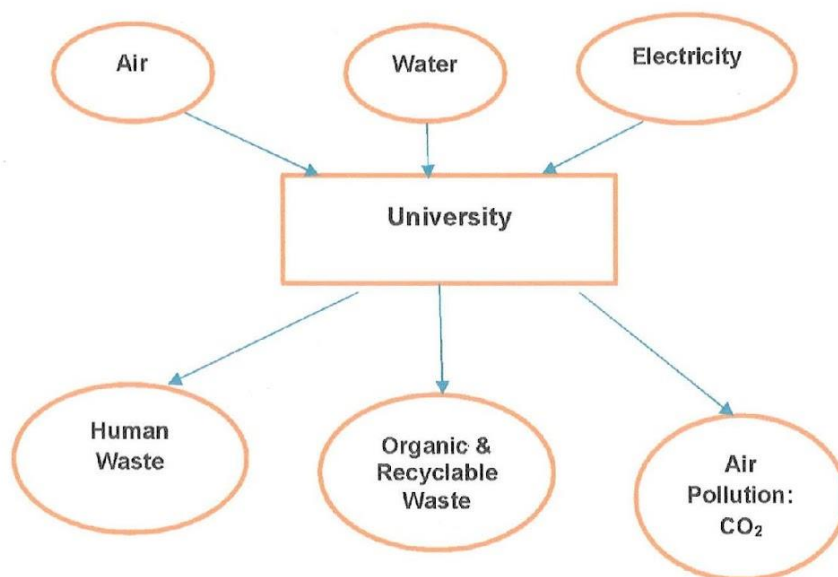 Air
Water
Electricity
University
Human
Waste
Organic &
Recyclable
Waste
Air
Pollution:
CO₂